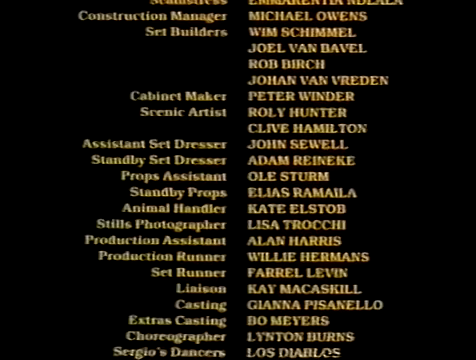 Seamstress EMMARENTIA NDLALA
Construction Manager MICHAEL OWENS
Set Builders WIM SCHIMMEL
JOEL VAN BAVEL
ROB BIRCH
JOHAN VAN VREDEN
Cabinet Maker PETER WINDER
Scenic Artist ROLY HUNTER
CLIVE HAMILTON
Assistant Set Dresser JOHN SEWELL
Standby Set Dresser ADAM REINEKE
Props Assistant OLE STURM
Standby Props ELIAS RAMAILA
Animal Handler KATE ELSTOB
Stills Photographer LISA TROCCHI
Production Assistant ALAN HARRIS
Production Runner WILLIE HERMANS
Set Runner FARREL LEVIN
Liaison KAY MACASKILL
Casting GIANNA PISANELLO
Extras Casting BO MEYERS
Choreographer LYNTON BURNS
Sergio's Dancers LOS DIABLOS